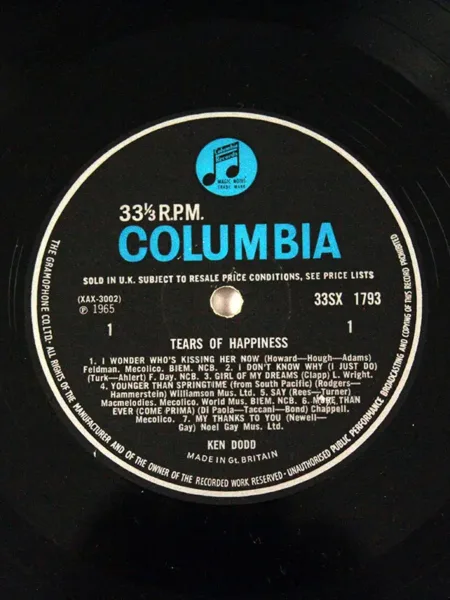 Columbia
Records
MAGIC NOTES
TRADE MARK
33⅓ R.P.M.
COLUMBIA
SOLD IN U.K. SUBJECT TO RESALE PRICE CONDITIONS, SEE PRICE LISTS
(XAX-3002) 33SX 1793
℗ 1965
1 1
TEARS OF HAPPINESS
1. I WONDER WHO'S KISSING HER NOW (Howard—Hough—Adams)
Feldman. Mecolico. BIEM. NCB. 2. I DON'T KNOW WHY (I JUST DO)
(Turk—Ahlert) F. Day. NCB. 3. GIRL OF MY DREAMS (Clapp) L. Wright.
4. YOUNGER THAN SPRINGTIME (from South Pacific) (Rodgers—
Hammerstein) Williamson Mus. Ltd. 5. SAY (Rees—Turner)
Macmelodies. Mecolico. World Mus. BIEM. NCB. 6. MORE THAN
EVER (COME PRIMA) (Di Paola—Taccani—Bond) Chappell.
Mecolico. 7. MY THANKS TO YOU (Newell—
Gay) Noel Gay Mus. Ltd.
KEN DODD
MADE IN Gt. BRITAIN
THE GRAMOPHONE CO. LTD. ALL RIGHTS OF THE MANUFACTURER AND OF THE OWNER OF THE RECORDED WORK RESERVED · UNAUTHORISED PUBLIC PERFORMANCE BROADCASTING AND COPYING OF THIS RECORD PROHIBITED